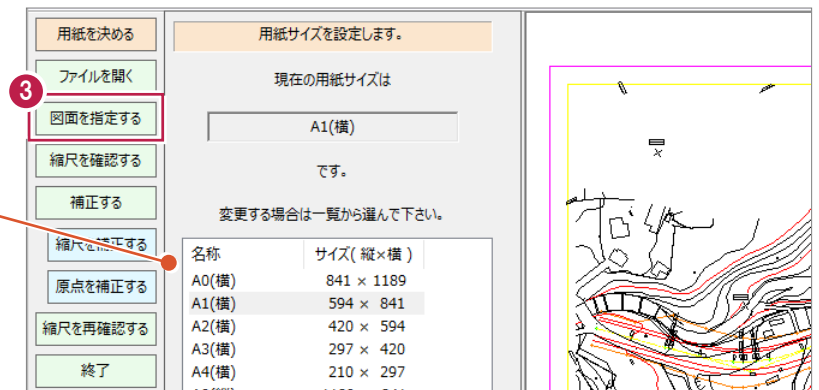 用紙を決める
ファイルを開く
3
図面を指定する
縮尺を確認する
補正する
縮尺を補正する
原点を補正する
縮尺を再確認する
終了
用紙サイズを設定します。
現在の用紙サイズは
A1(横)
です。
変更する場合は一覧から選んで下さい。
名称 サイズ( 縦×横 )
A0(横) 841 × 1189
A1(横) 594 × 841
A2(横) 420 × 594
A3(横) 297 × 420
A4(横) 210 × 297